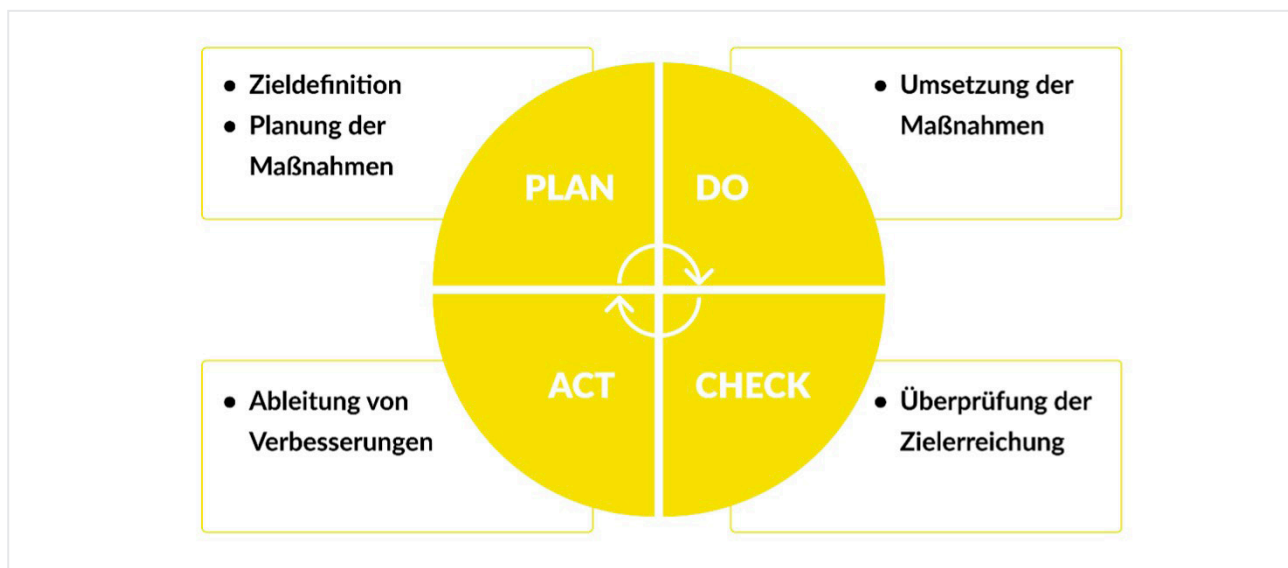 ● Zieldefinition
● Planung der
Maßnahmen
PLAN
DO
● Umsetzung der
Maßnahmen
ACT
● Ableitung von
Verbesserungen
CHECK
● Überprüfung der
Zielerreichung